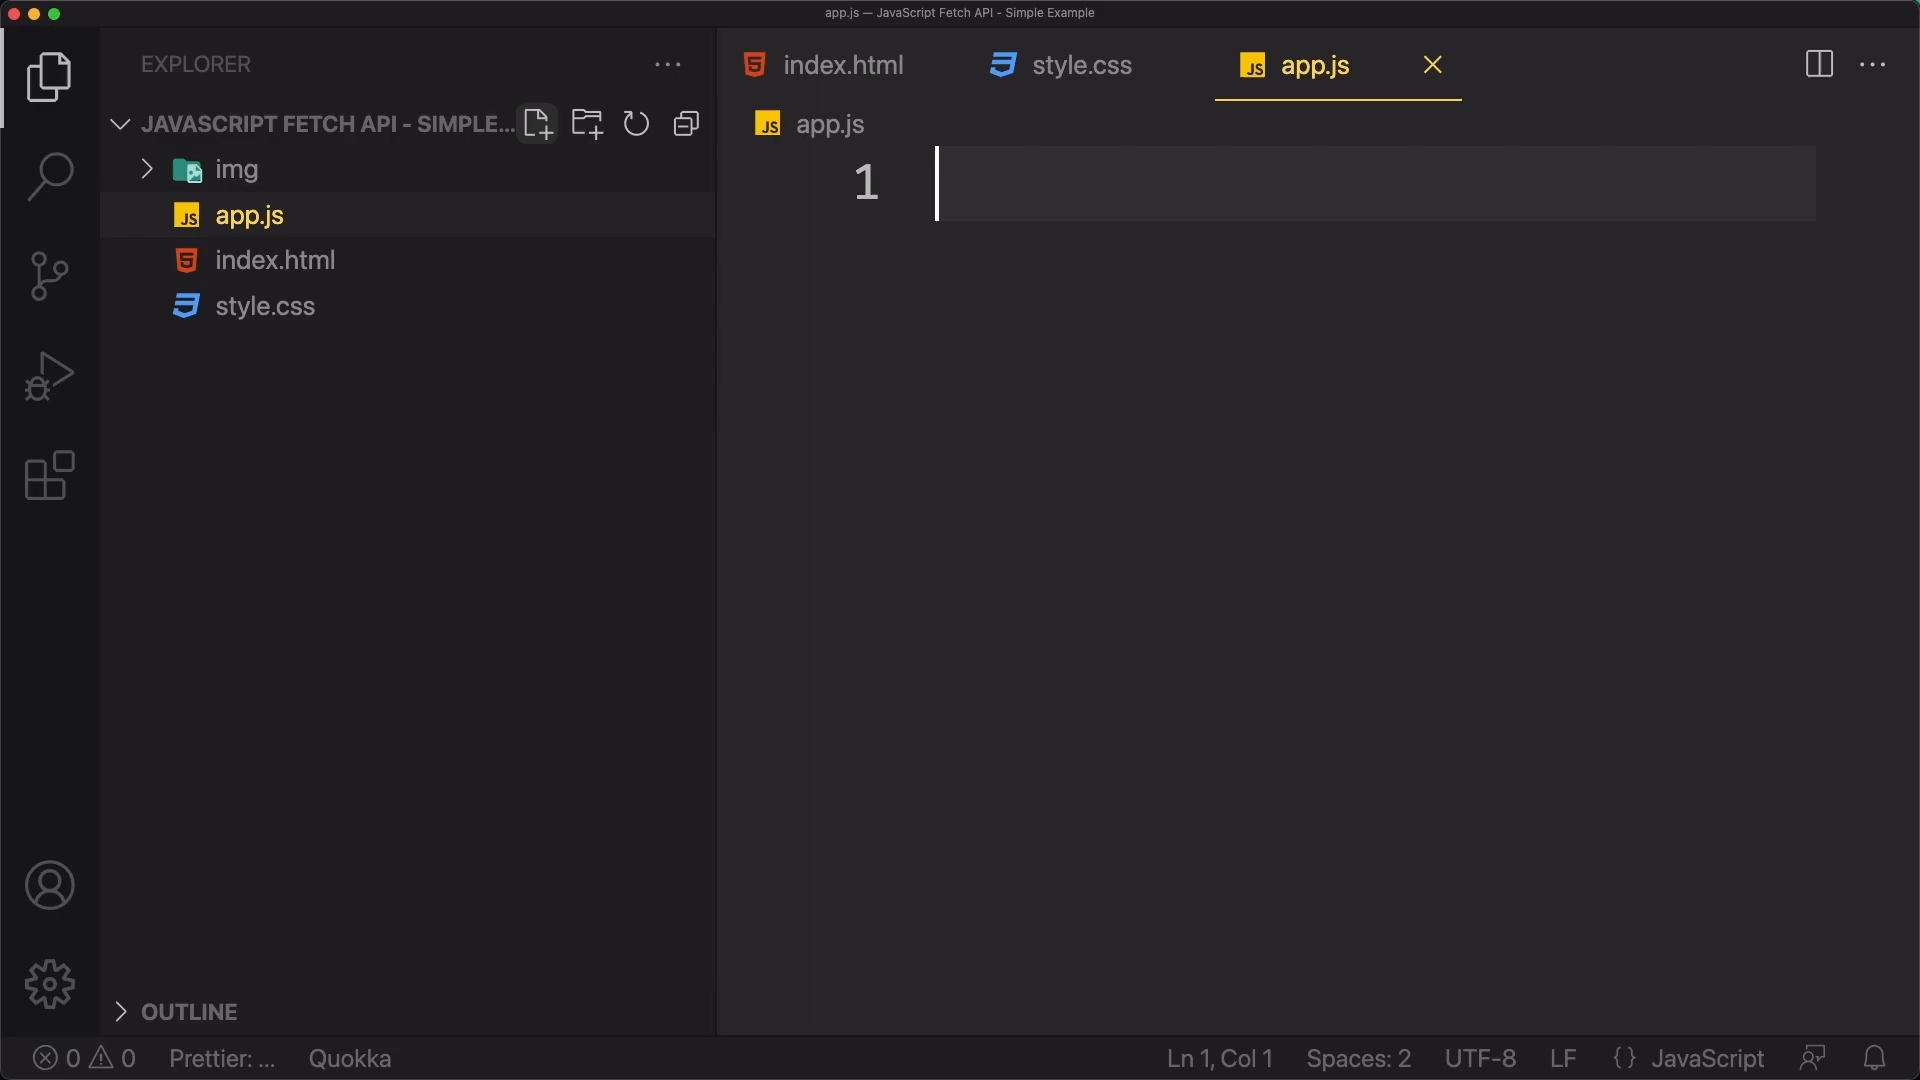 app.js — JavaScript Fetch API - Simple Example
EXPLORER
JAVASCRIPT FETCH API - SIMPLE...
img
app.js
index.html
style.css
OUTLINE
index.html
style.css
app.js
app.js
1
0 0 Prettier: ... Quokka
Ln 1, Col 1 Spaces: 2 UTF-8 LF {} JavaScript